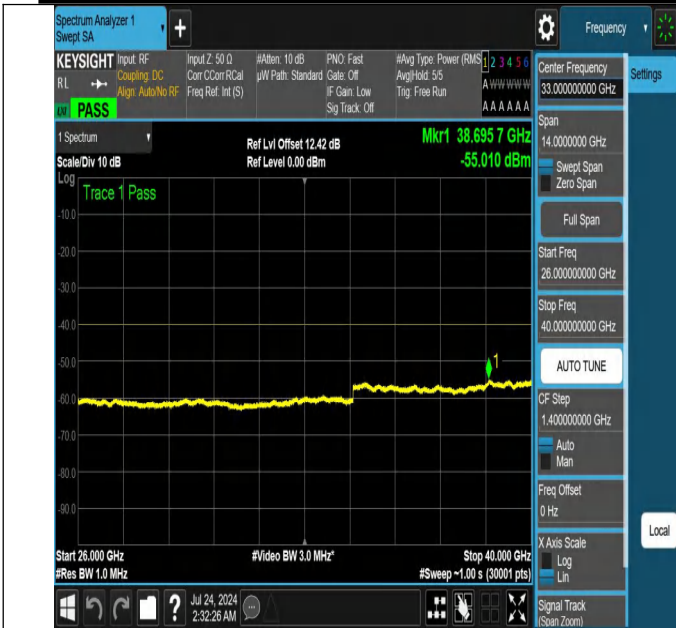 Spectrum Analyzer 1
Swept SA
+
Frequency
KEYSIGHT
RL
PASS
Input: RF
Coupling: DC
Align: Auto/No RF
Input Z: 50 Ω
Corr CCorr RCal
Freq Ref: Int (S)
#Atten: 10 dB
µW Path: Standard
PNO: Fast
Gate: Off
IF Gain: Low
Sig Track: Off
#Avg Type: Power (RMS
Avg|Hold: 5/5
Trig: Free Run
1 2 3 4 5 6
A W W W W W
A A A A A A
1 Spectrum
Scale/Div 10 dB
Ref Lvl Offset 12.42 dB
Ref Level 0.00 dBm
Mkr1 38.695 7 GHz
-55.010 dBm
Log
Trace 1 Pass
-10.0
-20.0
-30.0
-40.0
-50.0
1
-60.0
-70.0
-80.0
-90.0
Start 26.000 GHz
#Res BW 1.0 MHz
#Video BW 3.0 MHz*
Stop 40.000 GHz
#Sweep ~1.00 s (30001 pts)
Jul 24, 2024
2:32:26 AM
Center Frequency
33.000000000 GHz
Settings
Span
14.0000000 GHz
Swept Span
Zero Span
Full Span
Start Freq
26.000000000 GHz
Stop Freq
40.000000000 GHz
AUTO TUNE
CF Step
1.400000000 GHz
Auto
Man
Freq Offset
0 Hz
X Axis Scale
Log
Lin
Local
Signal Track
(Span Zoom)